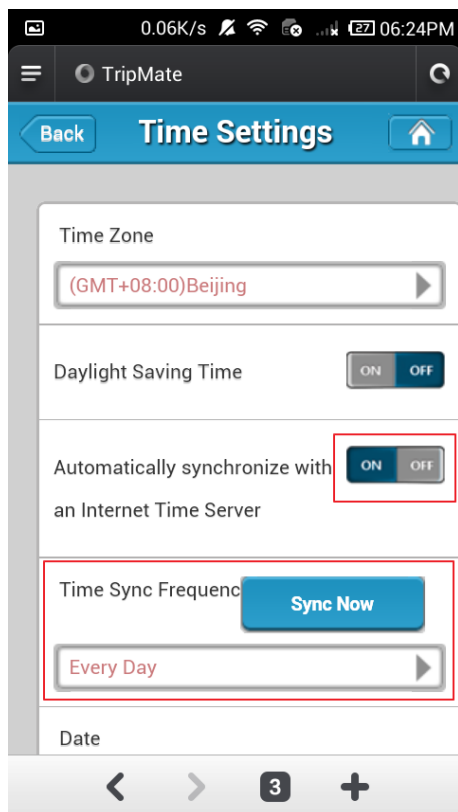 0.06K/s 27 06:24PM
TripMate
Back Time Settings
Time Zone
(GMT+08:00)Beijing
Daylight Saving Time ON OFF
Automatically synchronize with ON OFF
an Internet Time Server
Time Sync Frequenc Sync Now
Every Day
Date
3